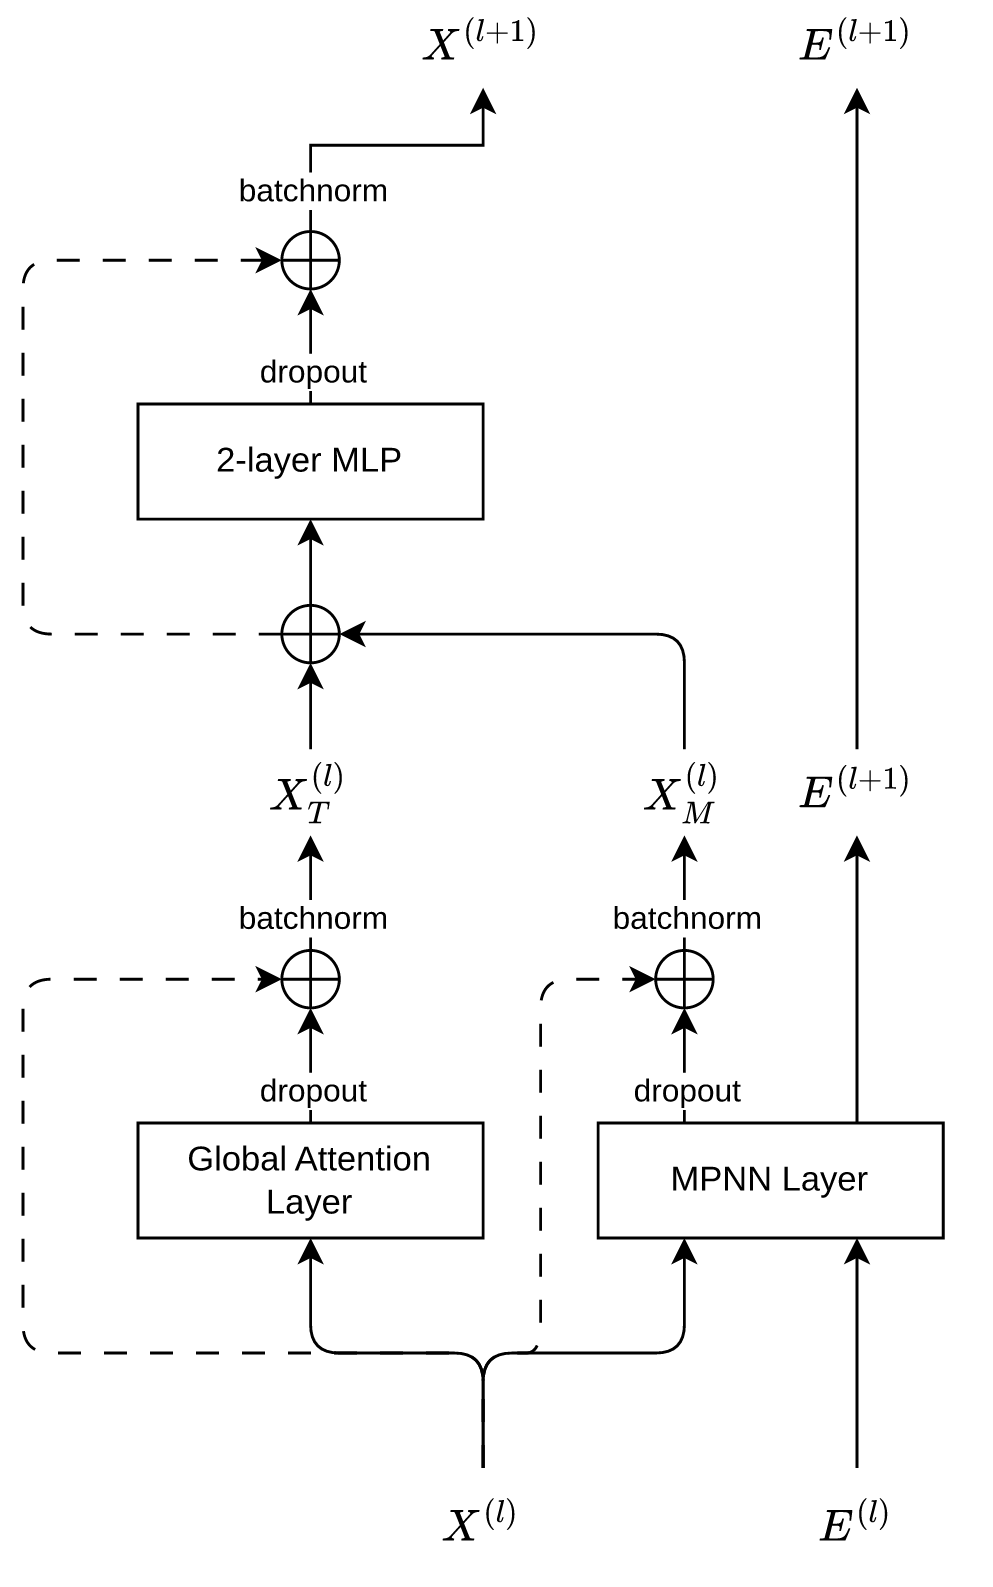 X^{(l+1)} E^{(l+1)}
batchnorm
dropout
2-layer MLP
X_T^{(l)} X_M^{(l)} E^{(l+1)}
batchnorm batchnorm
dropout dropout
Global Attention
Layer
MPNN Layer
X^{(l)} E^{(l)}